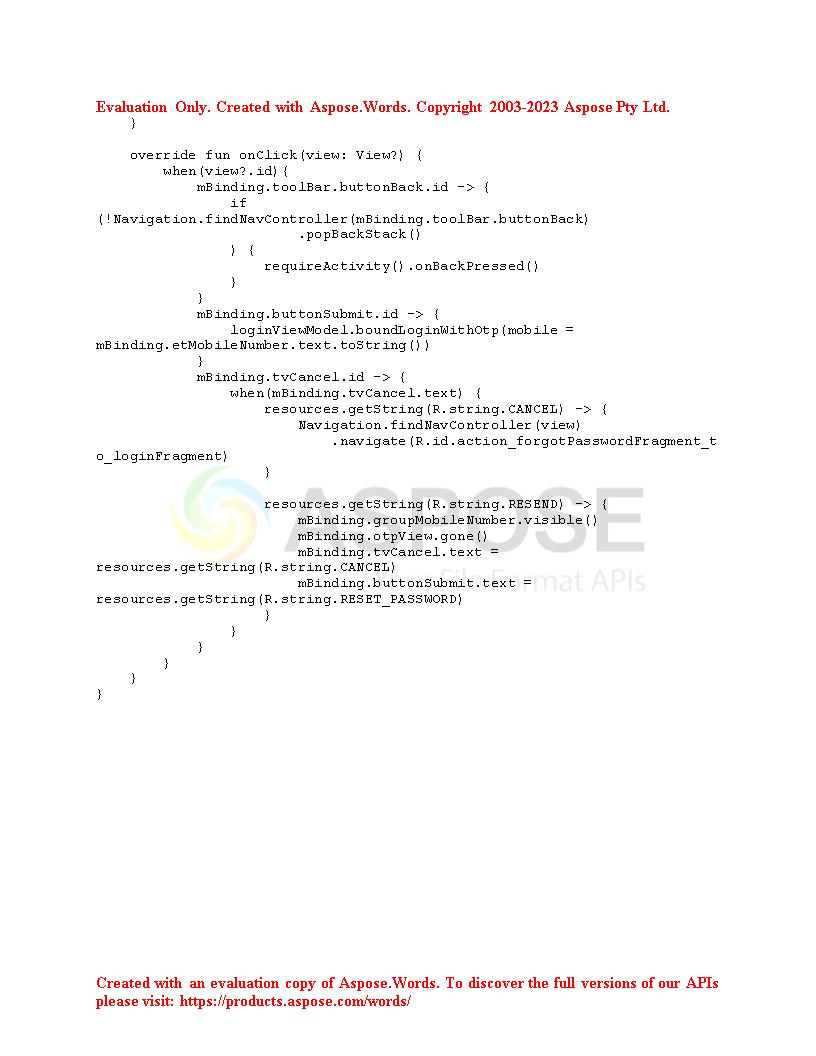 Evaluation Only. Created with Aspose.Words. Copyright 2003-2023 Aspose Pty Ltd.
    }

    override fun onClick(view: View?) {
        when(view?.id){
            mBinding.toolBar.buttonBack.id -> {
                if
(!Navigation.findNavController(mBinding.toolBar.buttonBack)
                        .popBackStack()
                ) {
                    requireActivity().onBackPressed()
                }
            }
            mBinding.buttonSubmit.id -> {
                loginViewModel.boundLoginWithOtp(mobile =
mBinding.etMobileNumber.text.toString())
            }
            mBinding.tvCancel.id -> {
                when(mBinding.tvCancel.text) {
                    resources.getString(R.string.CANCEL) -> {
                        Navigation.findNavController(view)
                            .navigate(R.id.action_forgotPasswordFragment_t
o_loginFragment)
                    }

                    resources.getString(R.string.RESEND) -> {
                        mBinding.groupMobileNumber.visible()
                        mBinding.otpView.gone()
                        mBinding.tvCancel.text =
resources.getString(R.string.CANCEL)
                        mBinding.buttonSubmit.text =
resources.getString(R.string.RESET_PASSWORD)
                    }
                }
            }
        }
    }
}
ASPOSE
File Format APIs
Created with an evaluation copy of Aspose.Words. To discover the full versions of our APIs
please visit: https://products.aspose.com/words/